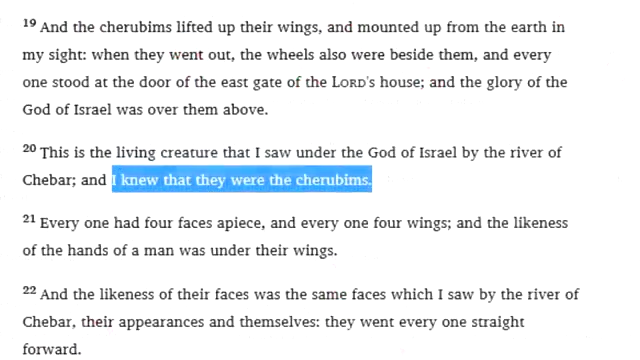 19 And the cherubims lifted up their wings, and mounted up from the earth in
my sight: when they went out, the wheels also were beside them, and every
one stood at the door of the east gate of the LORD's house; and the glory of the
God of Israel was over them above.
20 This is the living creature that I saw under the God of Israel by the river of
Chebar; and I knew that they were the cherubims.
21 Every one had four faces apiece, and every one four wings; and the likeness
of the hands of a man was under their wings.
22 And the likeness of their faces was the same faces which I saw by the river of
Chebar, their appearances and themselves: they went every one straight
forward.